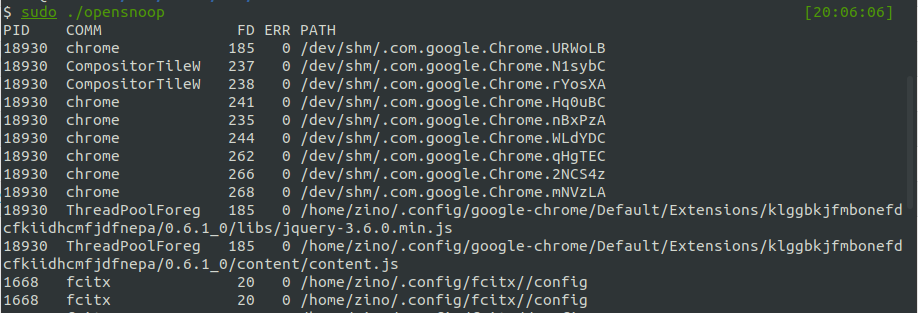 $ sudo ./opensnoop [20:06:06]
PID COMM FD ERR PATH
18930 chrome 185 0 /dev/shm/.com.google.Chrome.URWoLB
18930 CompositorTileW 237 0 /dev/shm/.com.google.Chrome.N1sybC
18930 CompositorTileW 238 0 /dev/shm/.com.google.Chrome.rYosXA
18930 chrome 241 0 /dev/shm/.com.google.Chrome.Hq0uBC
18930 chrome 235 0 /dev/shm/.com.google.Chrome.nBxPzA
18930 chrome 244 0 /dev/shm/.com.google.Chrome.WLdYDC
18930 chrome 262 0 /dev/shm/.com.google.Chrome.qHgTEC
18930 chrome 266 0 /dev/shm/.com.google.Chrome.2NCS4z
18930 chrome 268 0 /dev/shm/.com.google.Chrome.mNVzLA
18930 ThreadPoolForeg 185 0 /home/zino/.config/google-chrome/Default/Extensions/klggbkjfmbonefd
cfkiidhcmfjdfnepa/0.6.1_0/libs/jquery-3.6.0.min.js
18930 ThreadPoolForeg 185 0 /home/zino/.config/google-chrome/Default/Extensions/klggbkjfmbonefd
cfkiidhcmfjdfnepa/0.6.1_0/content/content.js
1668 fcitx 20 0 /home/zino/.config/fcitx//config
1668 fcitx 20 0 /home/zino/.config/fcitx//config